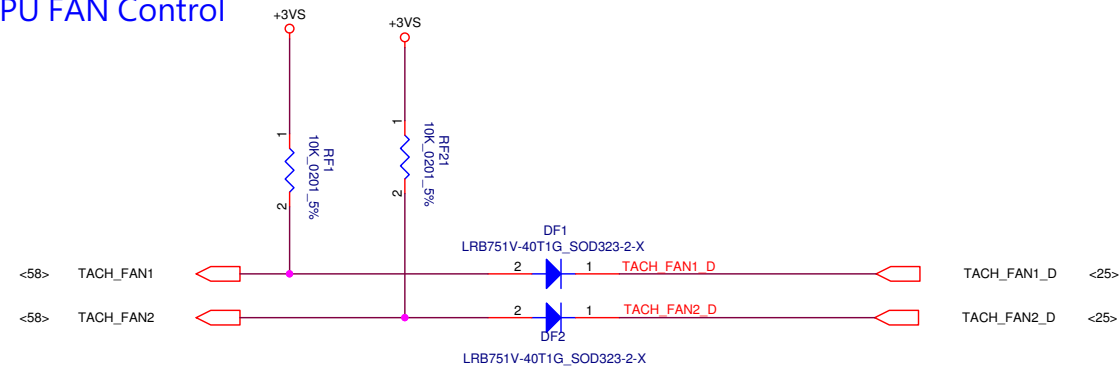 PU FAN Control
+3VS
+3VS
1
RF1
10K_0201_5%
2
1
RF21
10K_0201_5%
2
DF1
LRB751V-40T1G_SOD323-2-X
<58> TACH_FAN1 2 1 TACH_FAN1_D TACH_FAN1_D <25>
<58> TACH_FAN2 2 1 TACH_FAN2_D TACH_FAN2_D <25>
DF2
LRB751V-40T1G_SOD323-2-X